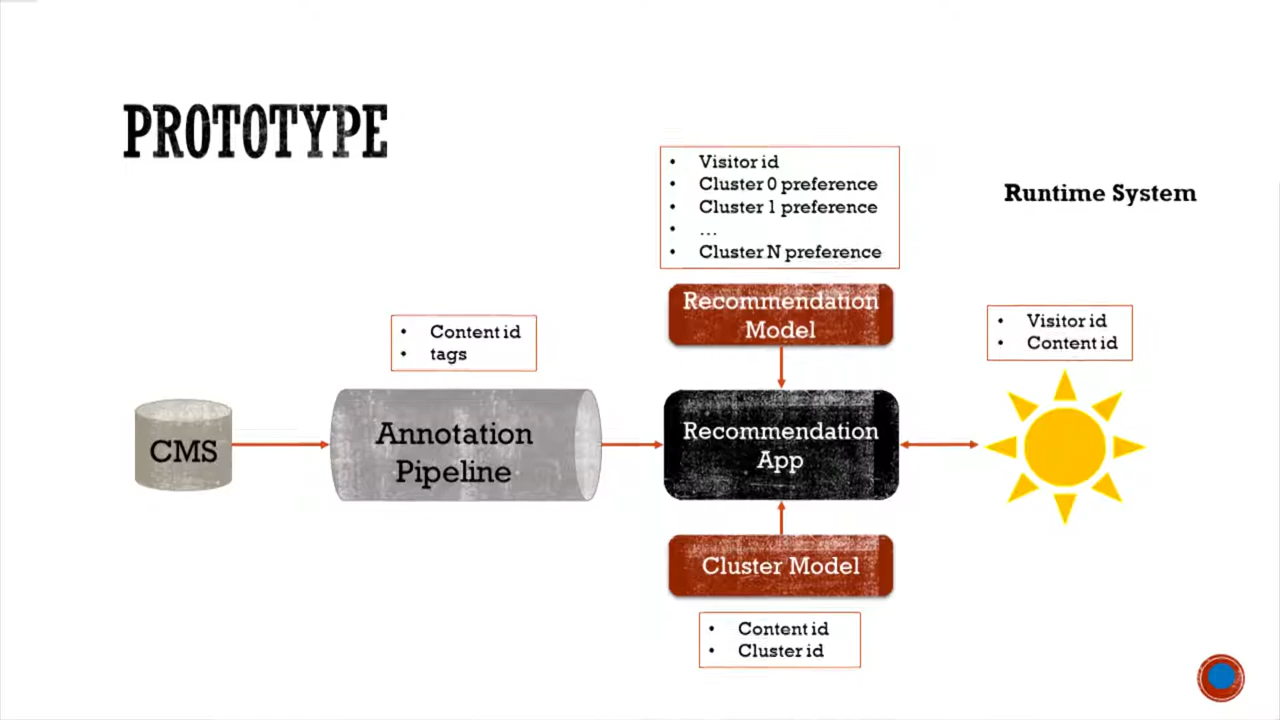 PROTOTYPE
• Visitor id
• Cluster 0 preference
• Cluster 1 preference
• ...
• Cluster N preference
Runtime System
Recommendation
Model
• Content id
• tags
• Visitor id
• Content id
CMS
Annotation
Pipeline
Recommendation
App
Cluster Model
• Content id
• Cluster id